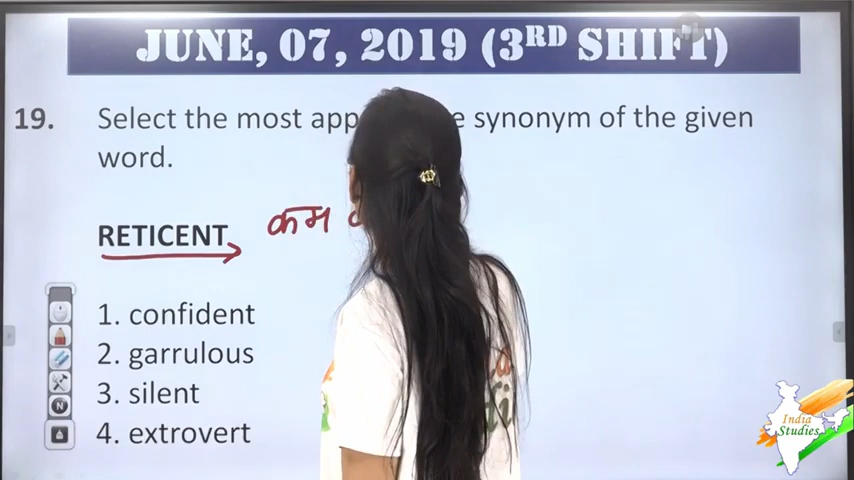 JUNE, 07, 2019 (3RD SHIFT)
19. Select the most synonym of the given
word.
RETICENT कम
1. confident
2. garrulous
3. silent
4. extrovert
India
Studies